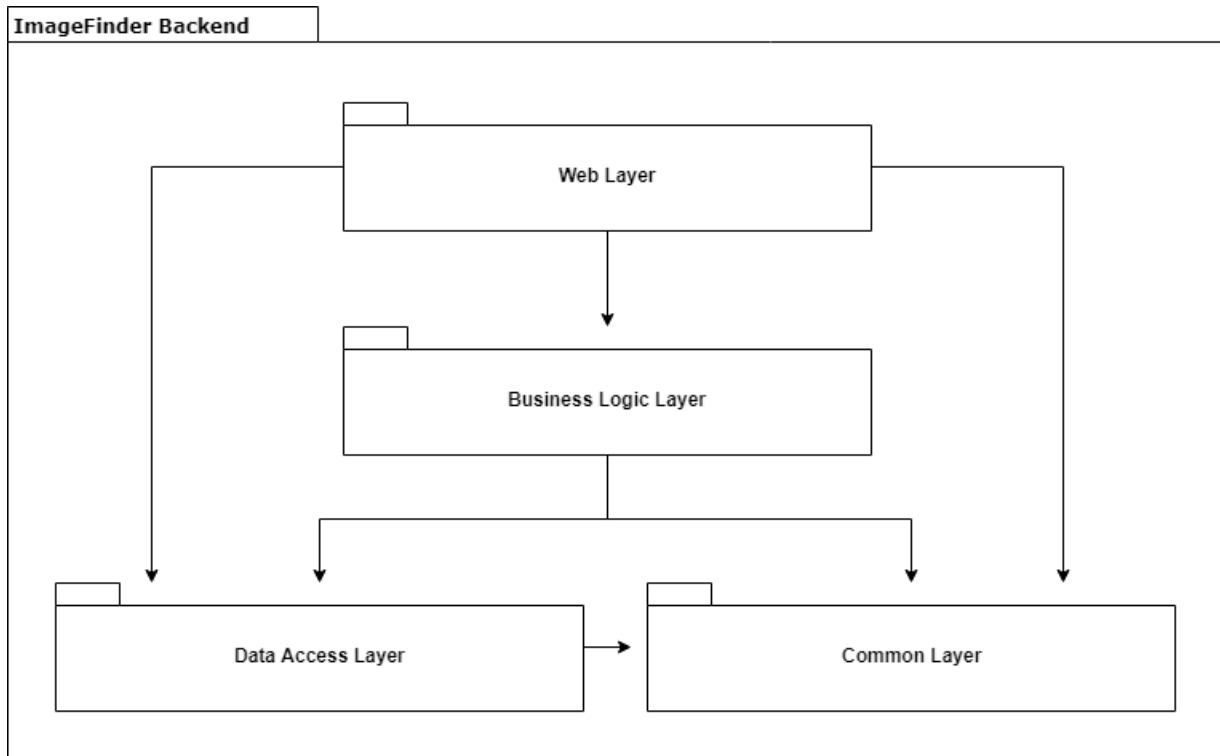 ImageFinder Backend
Web Layer
Business Logic Layer
Data Access Layer
Common Layer